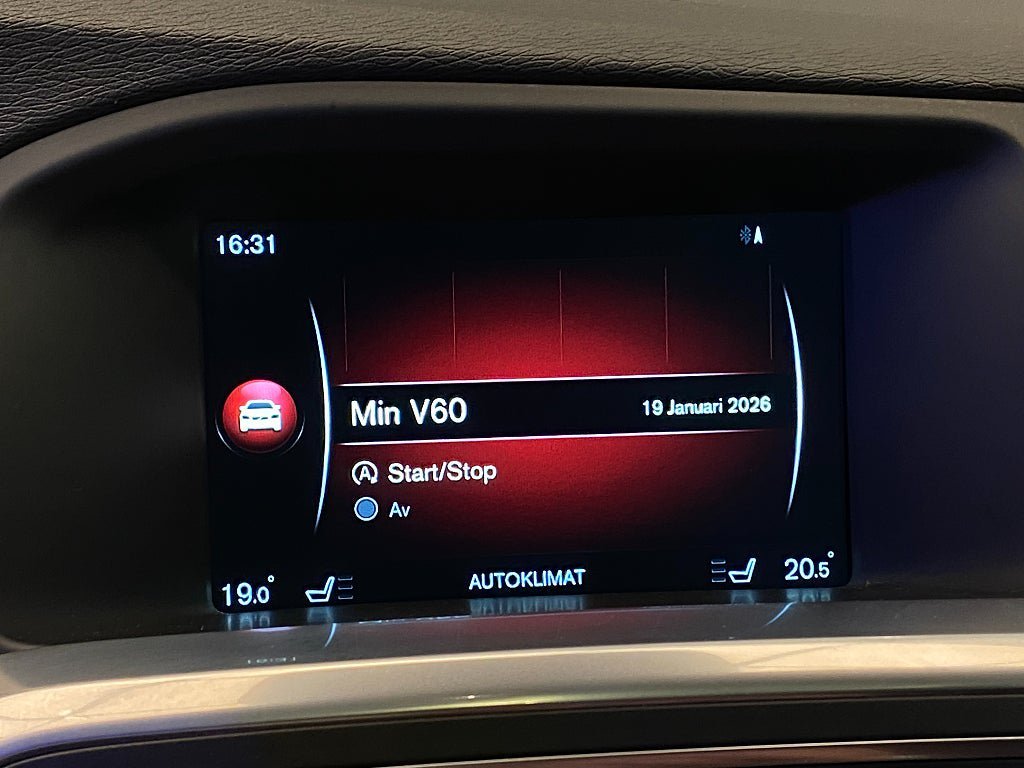 16:31
Min V60 19 Januari 2026
A Start/Stop
Av
19.0° AUTOKLIMAT 20.5°